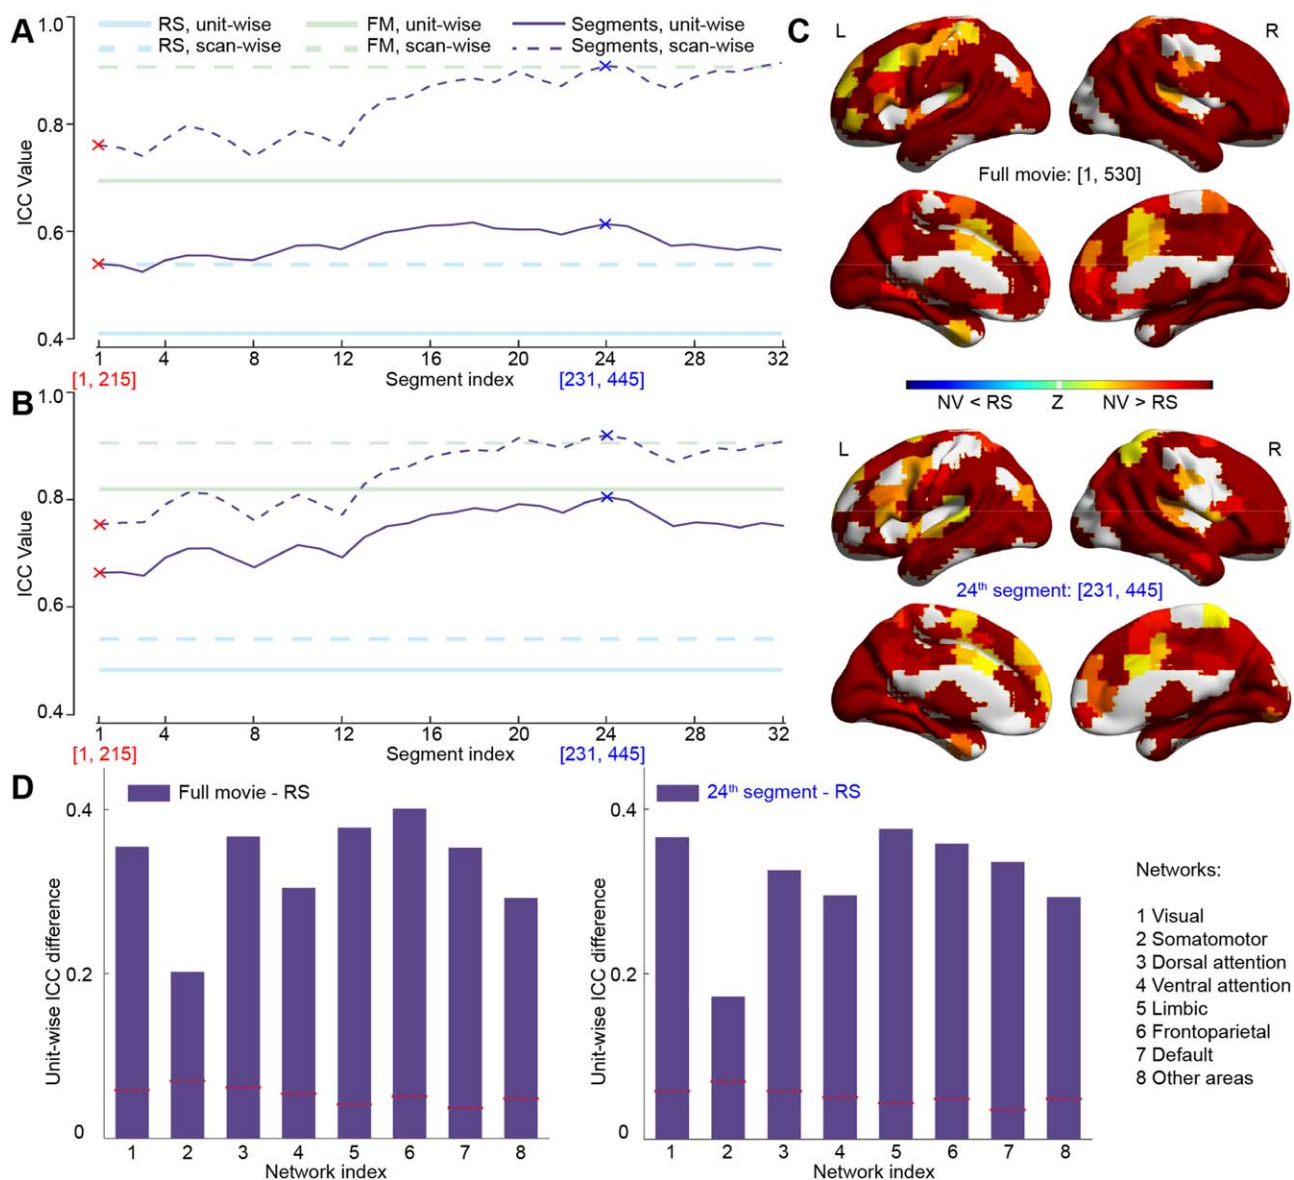 A
RS, unit-wise
FM, unit-wise
Segments, unit-wise
RS, scan-wise
FM, scan-wise
Segments, scan-wise
1.0
0.8
0.6
0.4
ICC Value
1 4 8 12 16 20 24 28 32
[1, 215]
Segment index
[231, 445]
B
1.0
0.8
0.6
0.4
ICC Value
1 4 8 12 16 20 24 28 32
[1, 215]
Segment index
[231, 445]
C
L
R
Full movie: [1, 530]
NV < RS Z NV > RS
L
R
24th segment: [231, 445]
D
Full movie - RS
0.4
0.2
0
Unit-wise ICC difference
1 2 3 4 5 6 7 8
Network index
24th segment - RS
0.4
0.2
0
Unit-wise ICC difference
1 2 3 4 5 6 7 8
Network index
Networks:
1 Visual
2 Somatomotor
3 Dorsal attention
4 Ventral attention
5 Limbic
6 Frontoparietal
7 Default
8 Other areas